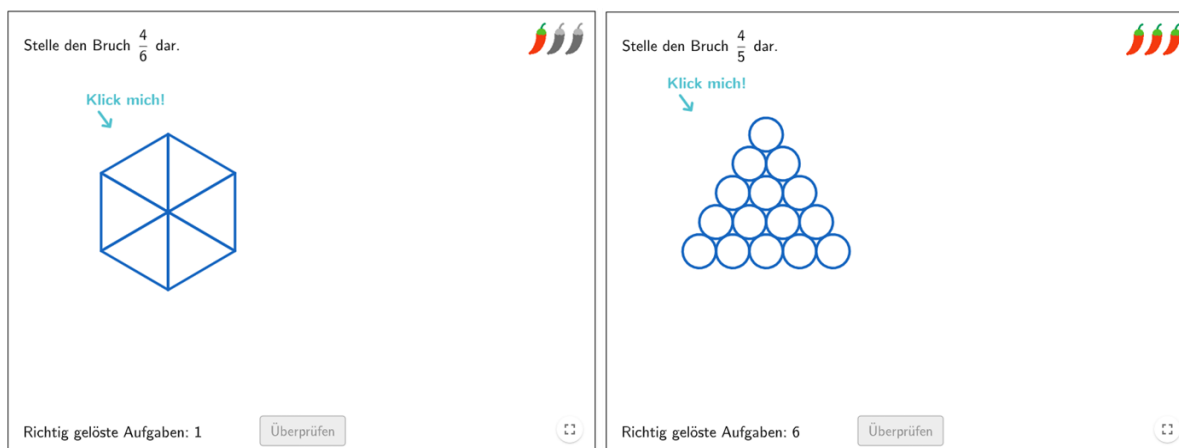 Stelle den Bruch 4/6 dar.
Klick mich!
Richtig gelöste Aufgaben: 1
Überprüfen
Stelle den Bruch 4/5 dar.
Klick mich!
Richtig gelöste Aufgaben: 6
Überprüfen